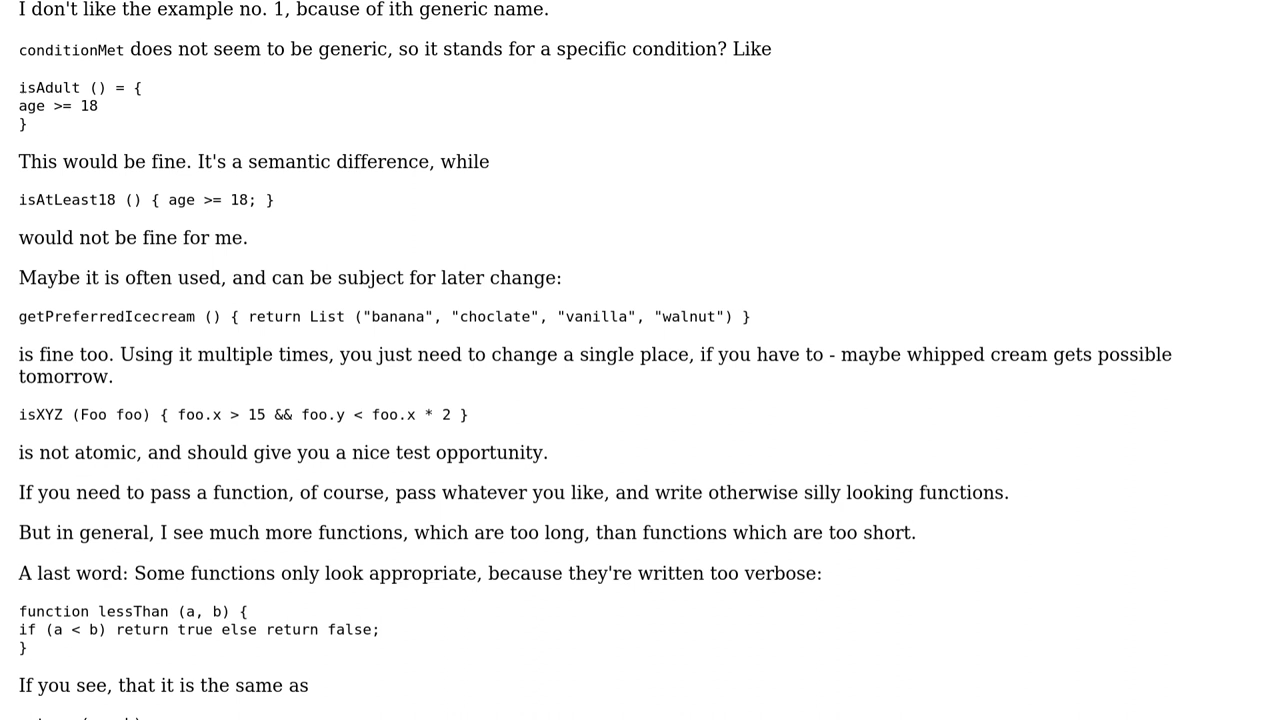 I don't like the example no. 1, bcause of ith generic name.
conditionMet does not seem to be generic, so it stands for a specific condition? Like
isAdult () = {
age >= 18
}
This would be fine. It's a semantic difference, while
isAtLeast18 () { age >= 18; }
would not be fine for me.
Maybe it is often used, and can be subject for later change:
getPreferredIcecream () { return List ("banana", "choclate", "vanilla", "walnut") }
is fine too. Using it multiple times, you just need to change a single place, if you have to - maybe whipped cream gets possible
tomorrow.
isXYZ (Foo foo) { foo.x > 15 && foo.y < foo.x * 2 }
is not atomic, and should give you a nice test opportunity.
If you need to pass a function, of course, pass whatever you like, and write otherwise silly looking functions.
But in general, I see much more functions, which are too long, than functions which are too short.
A last word: Some functions only look appropriate, because they're written too verbose:
function lessThan (a, b) {
if (a < b) return true else return false;
}
If you see, that it is the same as